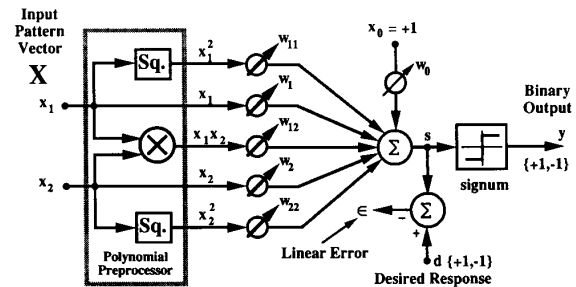 Input
Pattern
Vector
X
x₁
x₂
Sq.
Sq.
Polynomial
Preprocessor
x₁²
x₁
x₁x₂
x₂
x₂²
w₁₁
w₁
w₁₂
w₂
w₂₂
x₀ = +1
w₀
Σ
s
signum
Binary
Output
y
{+1,-1}
Σ
−
+
∈
Linear Error
d {+1,-1}
Desired Response